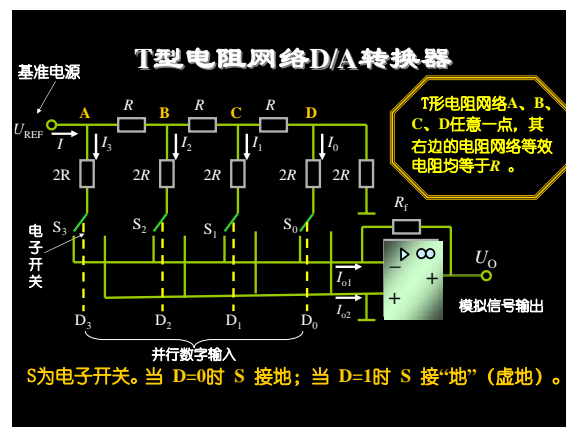 T型电阻网络D/A转换器
基准电源
A R B R C R D
UREF I I3 I2 I1 I0
T形电阻网络A、B、
C、D任意一点，其
右边的电阻网络等效
电阻均等于R 。
2R 2R 2R 2R 2R
电子开关
S3 S2 S1 S0
Rf
▷ ∞
− + +
UO
Io1
Io2
模拟信号输出
D3 D2 D1 D0
并行数字输入
S为电子开关。当 D=0时 S 接地；当 D=1时 S 接“地”（虚地）。